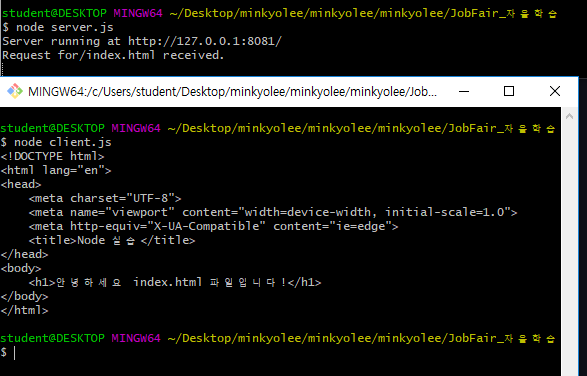 student@DESKTOP MINGW64 ~/Desktop/minkyolee/minkyolee/minkyolee/JobFair_자율학습
$ node server.js
Server running at http://127.0.0.1:8081/
Request for/index.html received.
MINGW64:/c/Users/student/Desktop/minkyolee/minkyolee/minkyolee/Job...
student@DESKTOP MINGW64 ~/Desktop/minkyolee/minkyolee/minkyolee/JobFair_자율학습
$ node client.js
<!DOCTYPE html>
<html lang="en">
<head>
    <meta charset="UTF-8">
    <meta name="viewport" content="width=device-width, initial-scale=1.0">
    <meta http-equiv="X-UA-Compatible" content="ie=edge">
    <title>Node 실습</title>
</head>
<body>
    <h1>안녕하세요 index.html 파일입니다!</h1>
</body>
</html>
student@DESKTOP MINGW64 ~/Desktop/minkyolee/minkyolee/minkyolee/JobFair_자율학습
$